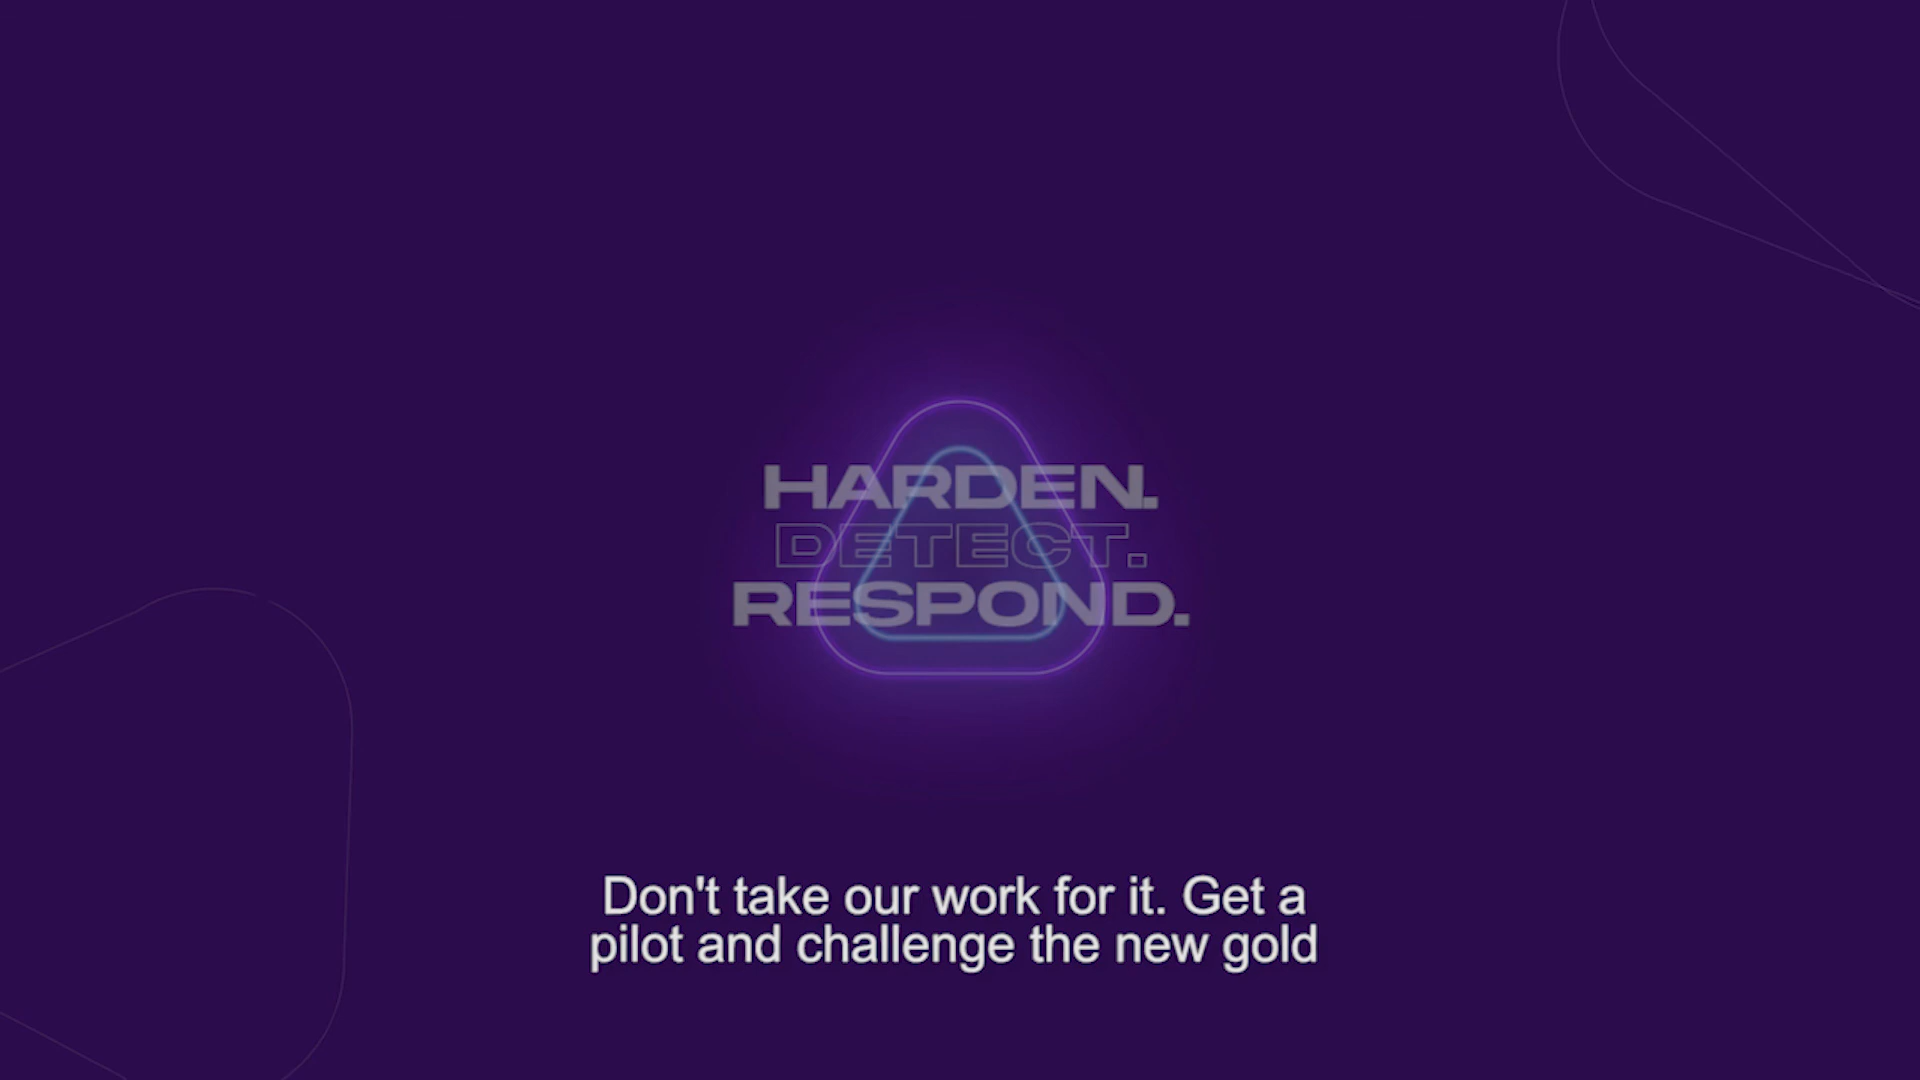 HARDEN.
DETECT.
RESPOND.
Don't take our work for it. Get a
pilot and challenge the new gold